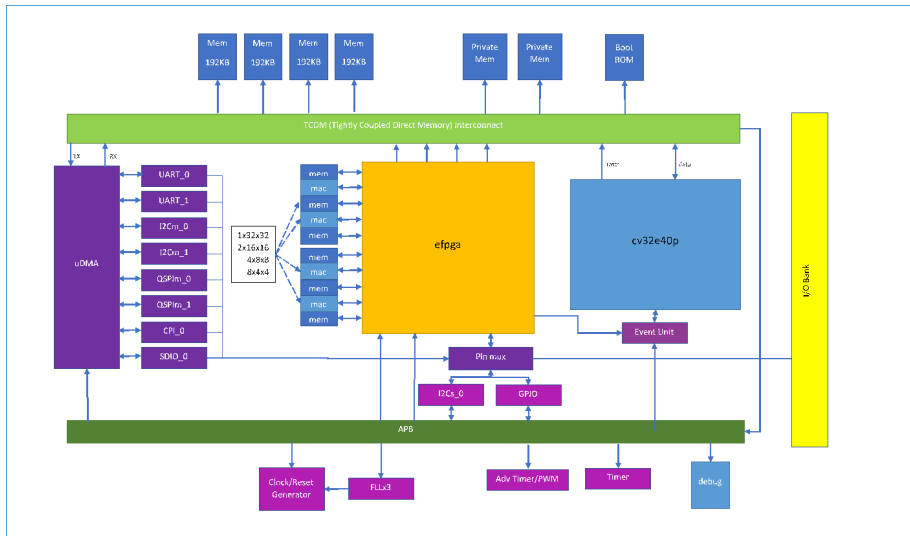 Mem
192KB
Mem
192KB
Mem
192KB
Mem
192KB
Private
Mem
Private
Mem
Boot
ROM
TCDM (Tightly Coupled Direct Memory) Interconnect
TX
RX
uDMA
UART_0
UART_1
I2Cm_0
I2Cm_1
QSPIm_0
QSPIm_1
CPI_0
SDIO_0
1x32x32
2x16x16
4x8x8
8x4x4
mem
mac
mem
mac
mem
mem
mac
mem
mac
mem
efpga
data
cv32e40p
Event Unit
I/O Bank
Pin mux
I2Cs_0
GPIO
APB
Clock/Reset
Generator
FLLx3
Adv Timer/PWM
Timer
debug